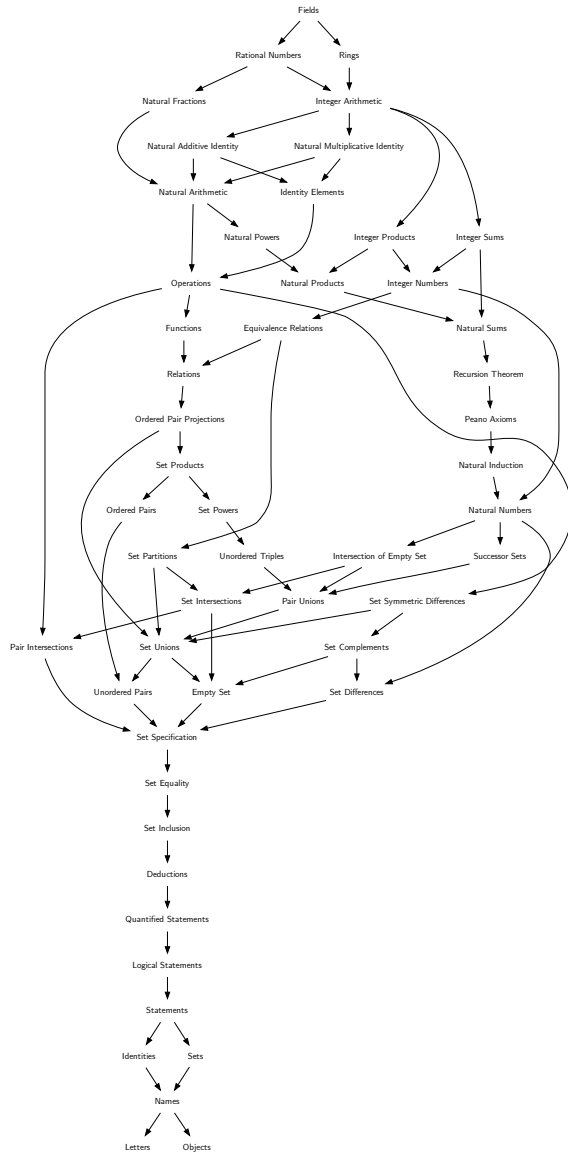 Fields
Rational Numbers
Rings
Natural Fractions
Integer Arithmetic
Natural Additive Identity
Natural Multiplicative Identity
Natural Arithmetic
Identity Elements
Natural Powers
Integer Products
Integer Sums
Operations
Natural Products
Integer Numbers
Functions
Equivalence Relations
Natural Sums
Relations
Recursion Theorem
Ordered Pair Projections
Peano Axioms
Set Products
Natural Induction
Ordered Pairs
Set Powers
Natural Numbers
Set Partitions
Unordered Triples
Intersection of Empty Set
Successor Sets
Set Intersections
Pair Unions
Set Symmetric Differences
Pair Intersections
Set Unions
Set Complements
Unordered Pairs
Empty Set
Set Differences
Set Specification
Set Equality
Set Inclusion
Deductions
Quantified Statements
Logical Statements
Statements
Identities
Sets
Names
Letters
Objects